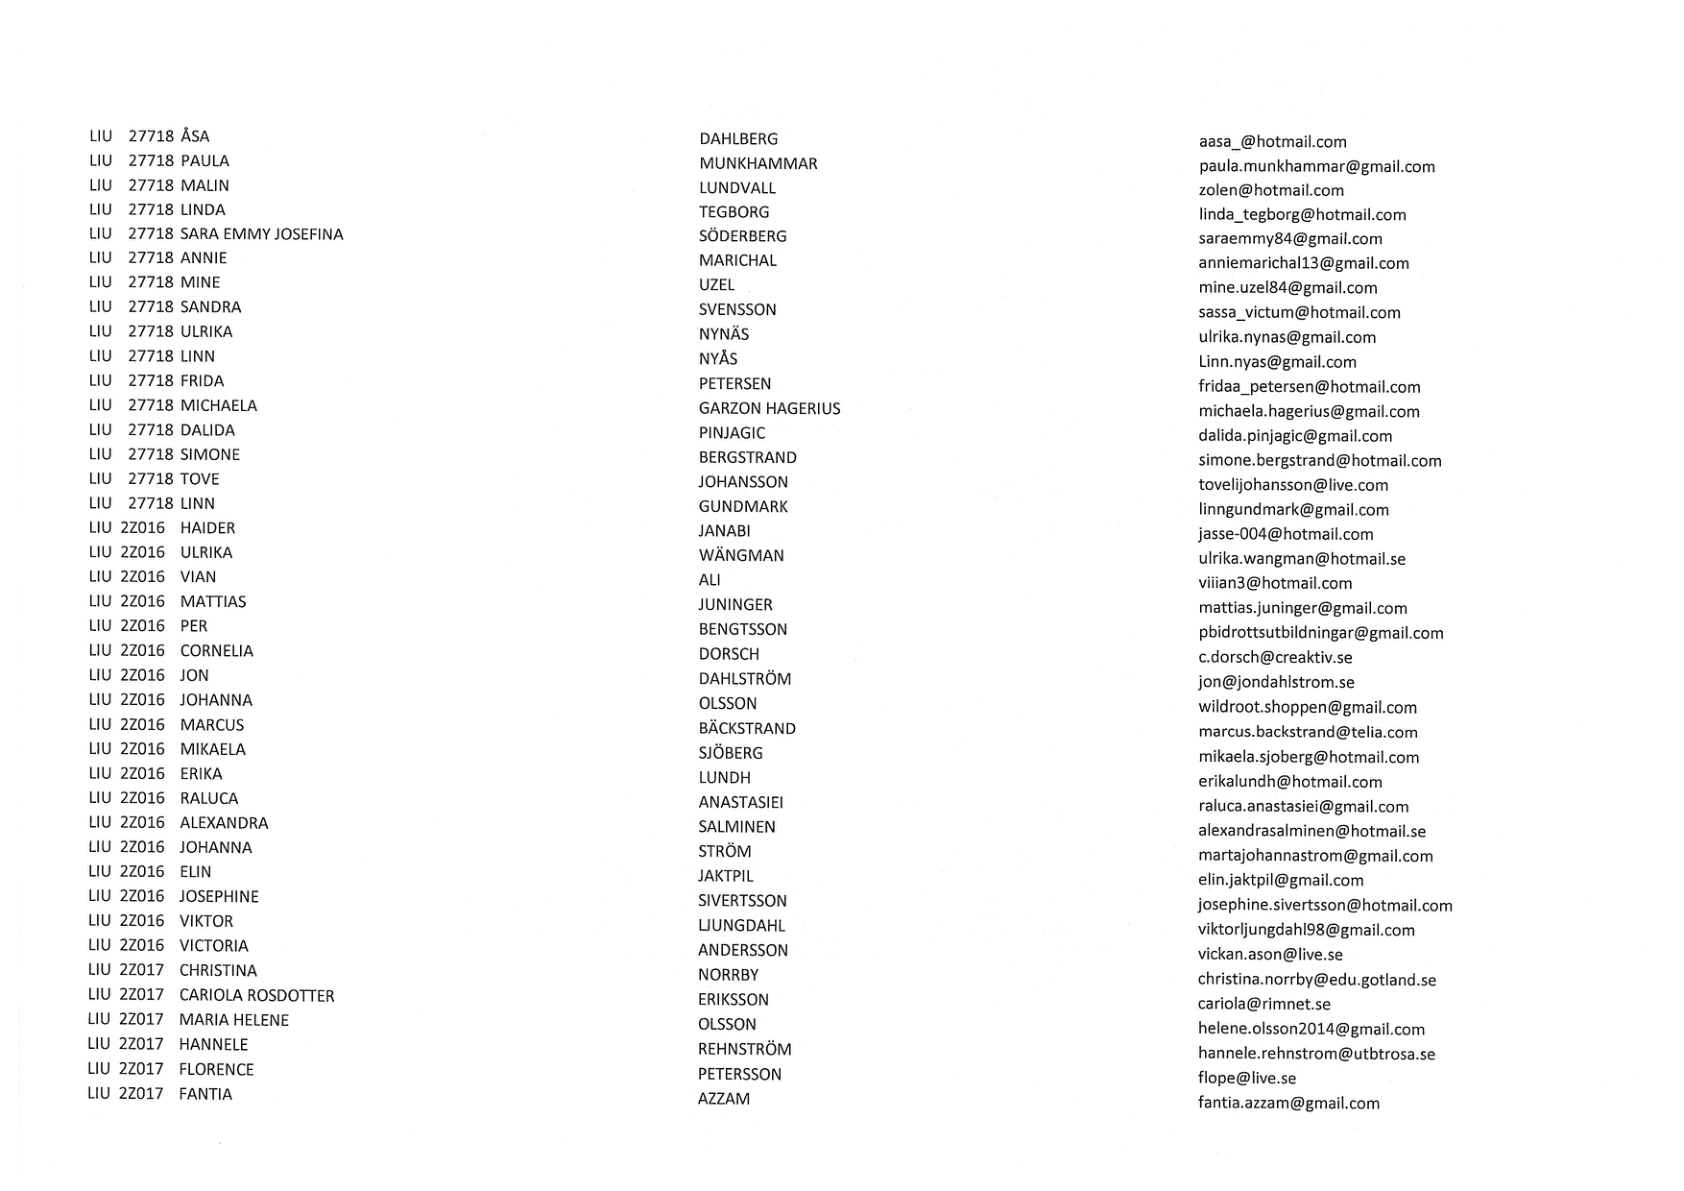 LIU 27718 ÅSA DAHLBERG aasa_@hotmail.com
LIU 27718 PAULA MUNKHAMMAR paula.munkhammar@gmail.com
LIU 27718 MALIN LUNDVALL zolen@hotmail.com
LIU 27718 LINDA TEGBORG linda_tegborg@hotmail.com
LIU 27718 SARA EMMY JOSEFINA SÖDERBERG saraemmy84@gmail.com
LIU 27718 ANNIE MARICHAL anniemarichal13@gmail.com
LIU 27718 MINE UZEL mine.uzel84@gmail.com
LIU 27718 SANDRA SVENSSON sassa_victum@hotmail.com
LIU 27718 ULRIKA NYNÄS ulrika.nynas@gmail.com
LIU 27718 LINN NYÅS Linn.nyas@gmail.com
LIU 27718 FRIDA PETERSEN fridaa_petersen@hotmail.com
LIU 27718 MICHAELA GARZON HAGERIUS michaela.hagerius@gmail.com
LIU 27718 DALIDA PINJAGIC dalida.pinjagic@gmail.com
LIU 27718 SIMONE BERGSTRAND simone.bergstrand@hotmail.com
LIU 27718 TOVE JOHANSSON tovelijohansson@live.com
LIU 27718 LINN GUNDMARK linngundmark@gmail.com
LIU 2Z016 HAIDER JANABI jasse-004@hotmail.com
LIU 2Z016 ULRIKA WÄNGMAN ulrika.wangman@hotmail.se
LIU 2Z016 VIAN ALI viiian3@hotmail.com
LIU 2Z016 MATTIAS JUNINGER mattias.juninger@gmail.com
LIU 2Z016 PER BENGTSSON pbidrottsutbildningar@gmail.com
LIU 2Z016 CORNELIA DORSCH c.dorsch@creaktiv.se
LIU 2Z016 JON DAHLSTRÖM jon@jondahlstrom.se
LIU 2Z016 JOHANNA OLSSON wildroot.shoppen@gmail.com
LIU 2Z016 MARCUS BÄCKSTRAND marcus.backstrand@telia.com
LIU 2Z016 MIKAELA SJÖBERG mikaela.sjoberg@hotmail.com
LIU 2Z016 ERIKA LUNDH erikalundh@hotmail.com
LIU 2Z016 RALUCA ANASTASIEI raluca.anastasiei@gmail.com
LIU 2Z016 ALEXANDRA SALMINEN alexandrasalminen@hotmail.se
LIU 2Z016 JOHANNA STRÖM martajohannastrom@gmail.com
LIU 2Z016 ELIN JAKTPIL elin.jaktpil@gmail.com
LIU 2Z016 JOSEPHINE SIVERTSSON josephine.sivertsson@hotmail.com
LIU 2Z016 VIKTOR LJUNGDAHL viktorljungdahl98@gmail.com
LIU 2Z016 VICTORIA ANDERSSON vickan.ason@live.se
LIU 2Z017 CHRISTINA NORRBY christina.norrby@edu.gotland.se
LIU 2Z017 CARIOLA ROSDOTTER ERIKSSON cariola@rimnet.se
LIU 2Z017 MARIA HELENE OLSSON helene.olsson2014@gmail.com
LIU 2Z017 HANNELE REHNSTRÖM hannele.rehnstrom@utbtrosa.se
LIU 2Z017 FLORENCE PETERSSON flope@live.se
LIU 2Z017 FANTIA AZZAM fantia.azzam@gmail.com